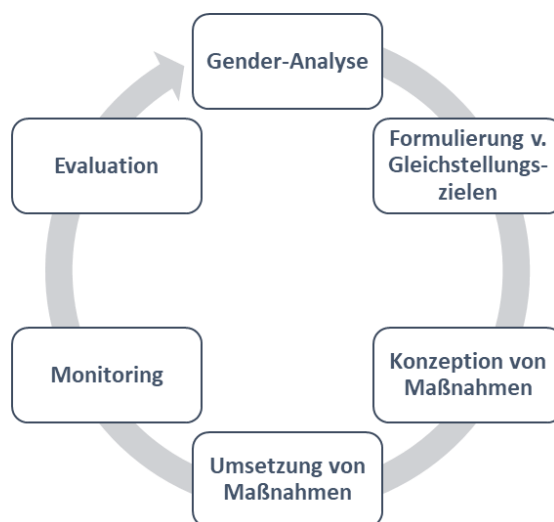 Gender-Analyse
Formulierung v.
Gleichstellungs-
zielen
Konzeption von
Maßnahmen
Umsetzung von
Maßnahmen
Monitoring
Evaluation